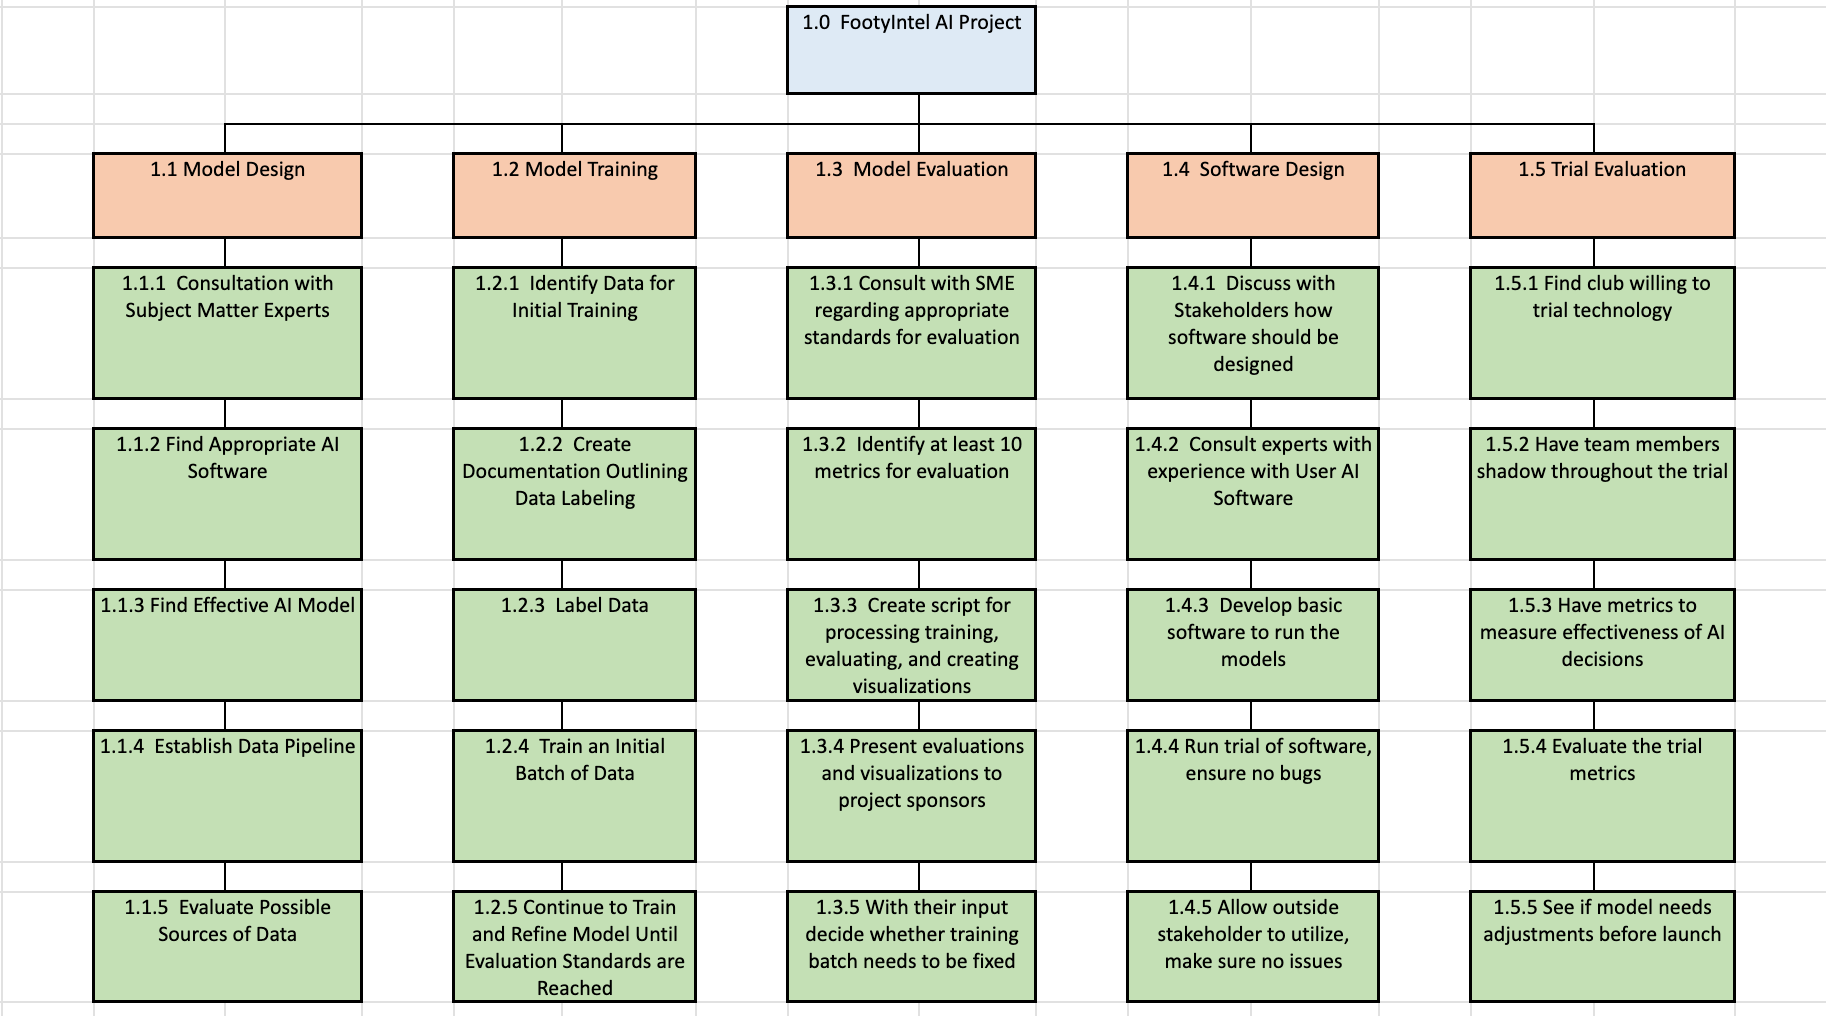 1.0  FootyIntel AI Project
1.1 Model Design
1.2 Model Training
1.3  Model Evaluation
1.4  Software Design
1.5 Trial Evaluation
1.1.1  Consultation with
Subject Matter Experts
1.2.1  Identify Data for
Initial Training
1.3.1 Consult with SME
regarding appropriate
standards for evaluation
1.4.1  Discuss with
Stakeholders how
software should be
designed
1.5.1 Find club willing to
trial technology
1.1.2 Find Appropriate AI
Software
1.2.2  Create
Documentation Outlining
Data Labeling
1.3.2  Identify at least 10
metrics for evaluation
1.4.2  Consult experts with
experience with User AI
Software
1.5.2 Have team members
shadow throughout the trial
1.1.3 Find Effective AI Model
1.2.3  Label Data
1.3.3  Create script for
processing training,
evaluating, and creating
visualizations
1.4.3  Develop basic
software to run the
models
1.5.3 Have metrics to
measure effectiveness of AI
decisions
1.1.4  Establish Data Pipeline
1.2.4  Train an Initial
Batch of Data
1.3.4 Present evaluations
and visualizations to
project sponsors
1.4.4 Run trial of software,
ensure no bugs
1.5.4 Evaluate the trial
metrics
1.1.5  Evaluate Possible
Sources of Data
1.2.5 Continue to Train
and Refine Model Until
Evaluation Standards are
Reached
1.3.5 With their input
decide whether training
batch needs to be fixed
1.4.5 Allow outside
stakeholder to utilize,
make sure no issues
1.5.5 See if model needs
adjustments before launch